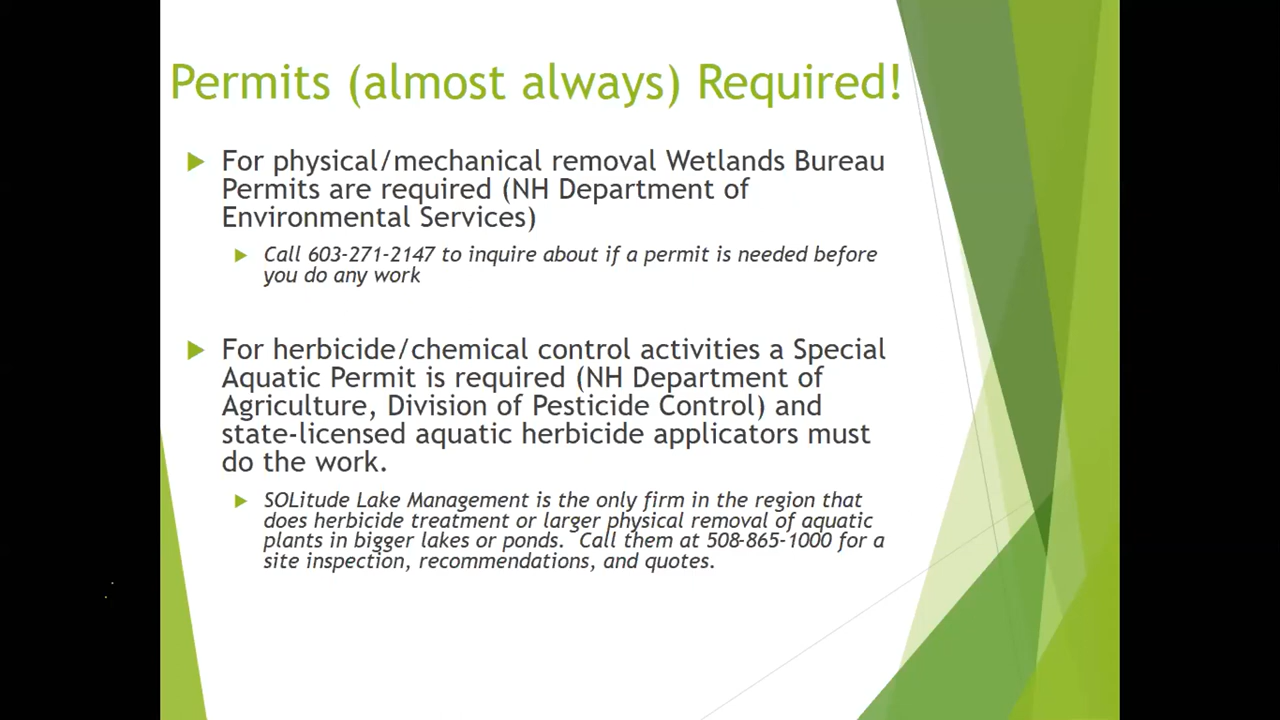 Permits (almost always) Required!
For physical/mechanical removal Wetlands Bureau
Permits are required (NH Department of
Environmental Services)
Call 603-271-2147 to inquire about if a permit is needed before
you do any work
For herbicide/chemical control activities a Special
Aquatic Permit is required (NH Department of
Agriculture, Division of Pesticide Control) and
state-licensed aquatic herbicide applicators must
do the work.
SOLitude Lake Management is the only firm in the region that
does herbicide treatment or larger physical removal of aquatic
plants in bigger lakes or ponds.  Call them at 508-865-1000 for a
site inspection, recommendations, and quotes.